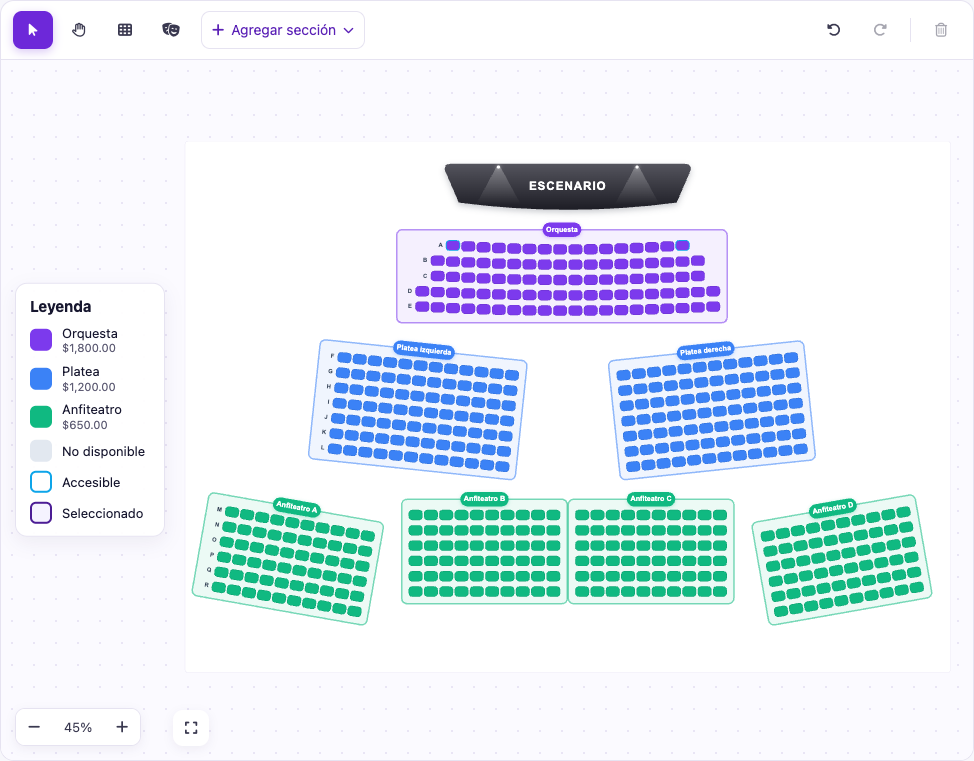 Agregar sección
ESCENARIO
Orquesta
A
B
C
D
E
Platea izquierda
F
G
H
I
J
K
L
Platea derecha
Leyenda
Orquesta
$1,800.00
Platea
$1,200.00
Anfiteatro
$650.00
No disponible
Accesible
Seleccionado
Anfiteatro A
M
N
O
P
Q
R
Anfiteatro B
Anfiteatro C
Anfiteatro D
45%